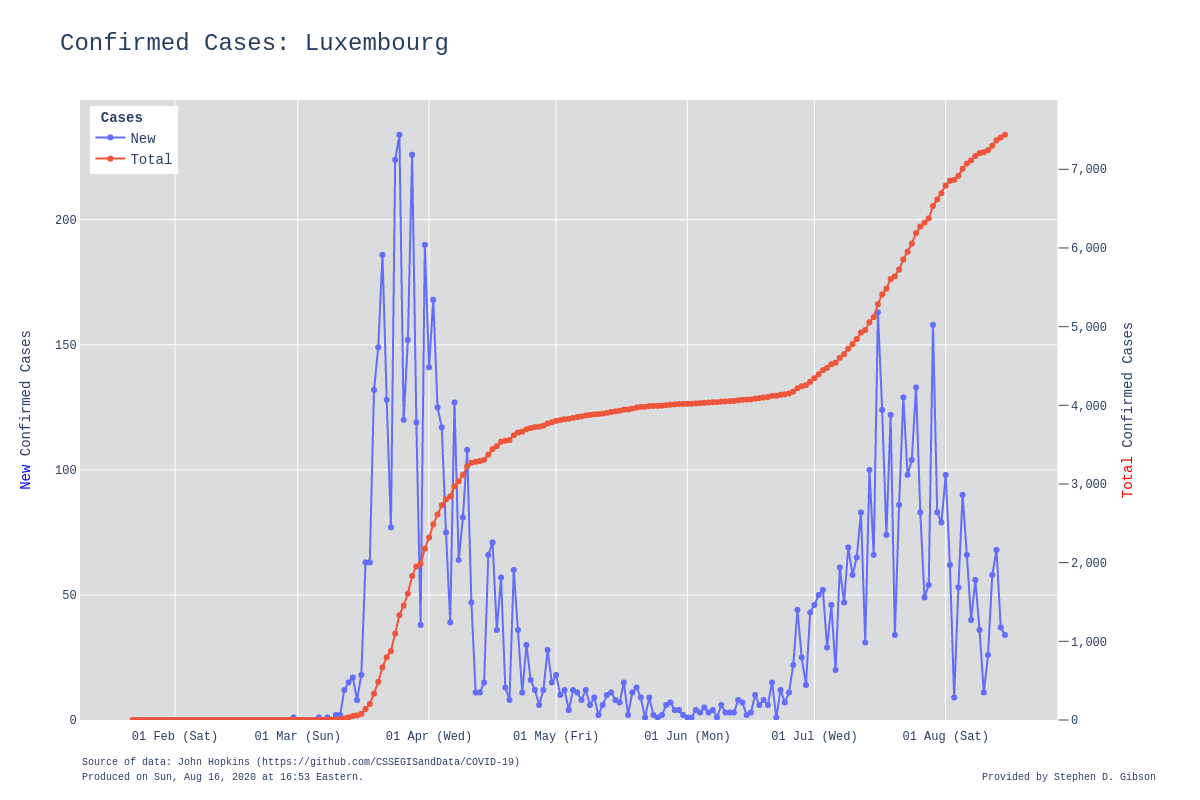 Confirmed Cases: Luxembourg
Cases
New
Total
200
150
100
50
0
7,000
6,000
5,000
4,000
3,000
2,000
1,000
0
New Confirmed Cases
Total Confirmed Cases
01 Feb (Sat) 01 Mar (Sun) 01 Apr (Wed) 01 May (Fri) 01 Jun (Mon) 01 Jul (Wed) 01 Aug (Sat)
Source of data: John Hopkins (https://github.com/CSSEGISandData/COVID-19)
Produced on Sun, Aug 16, 2020 at 16:53 Eastern.
Provided by Stephen D. Gibson